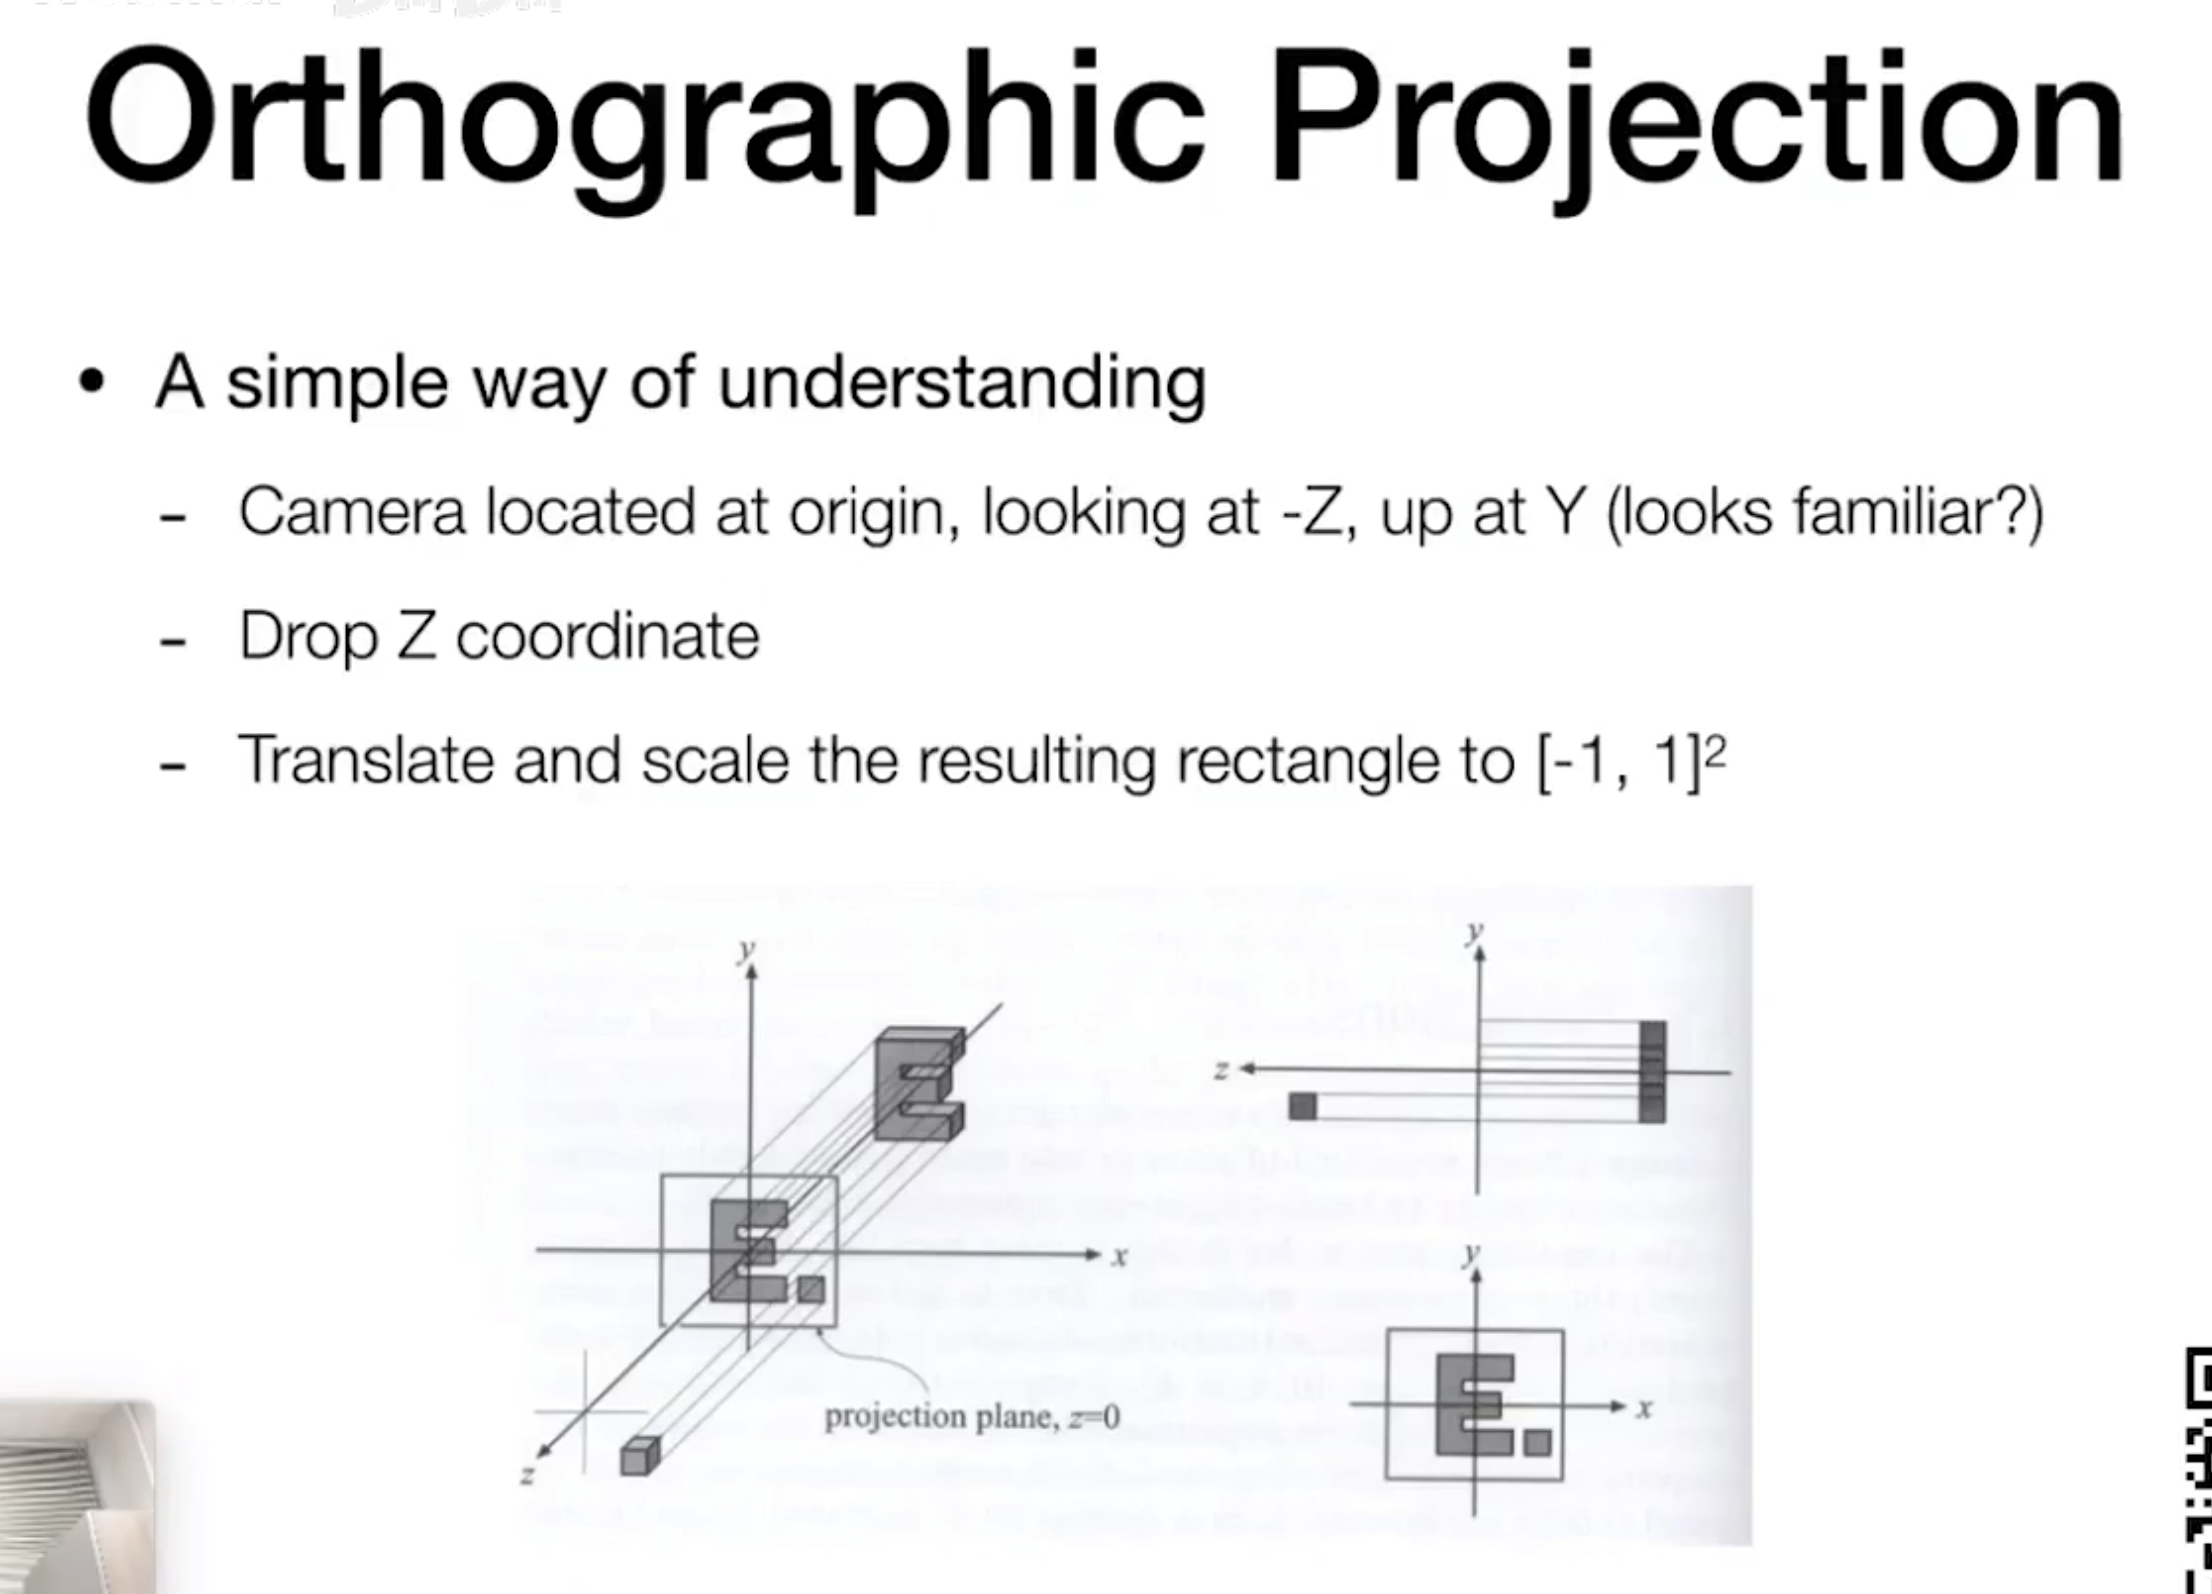 Orthographic Projection
• A simple way of understanding
- Camera located at origin, looking at -Z, up at Y (looks familiar?)
- Drop Z coordinate
- Translate and scale the resulting rectangle to [-1, 1]²
y
x
z
projection plane, z=0
y
z
y
x